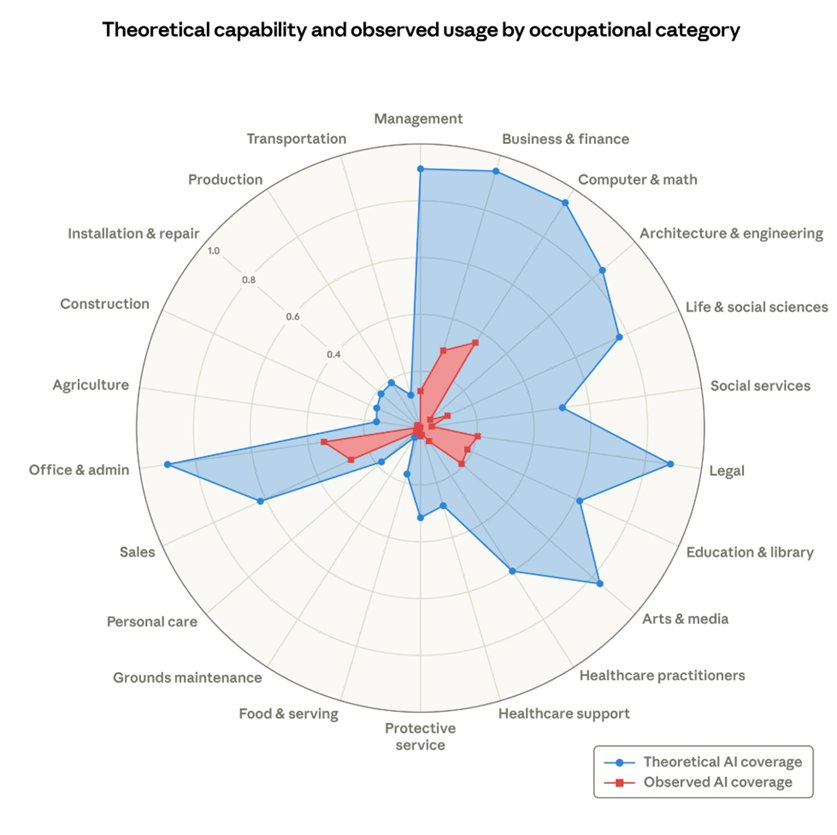 Theoretical capability and observed usage by occupational category
Management
Transportation
Business & finance
Production
Computer & math
Installation & repair
Architecture & engineering
1.0
0.8
Construction
Life & social sciences
0.6
0.4
Agriculture
Social services
Office & admin
Legal
Sales
Education & library
Personal care
Arts & media
Grounds maintenance
Healthcare practitioners
Food & serving
Healthcare support
Protective
service
Theoretical AI coverage
Observed AI coverage